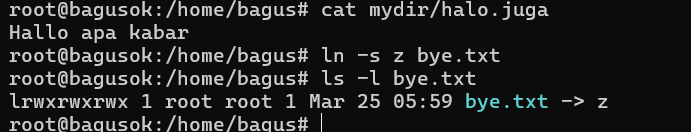 root@bagusok:/home/bagus# cat mydir/halo.juga
Hallo apa kabar
root@bagusok:/home/bagus# ln -s z bye.txt
root@bagusok:/home/bagus# ls -l bye.txt
lrwxrwxrwx 1 root root 1 Mar 25 05:59 bye.txt -> z
root@bagusok:/home/bagus#